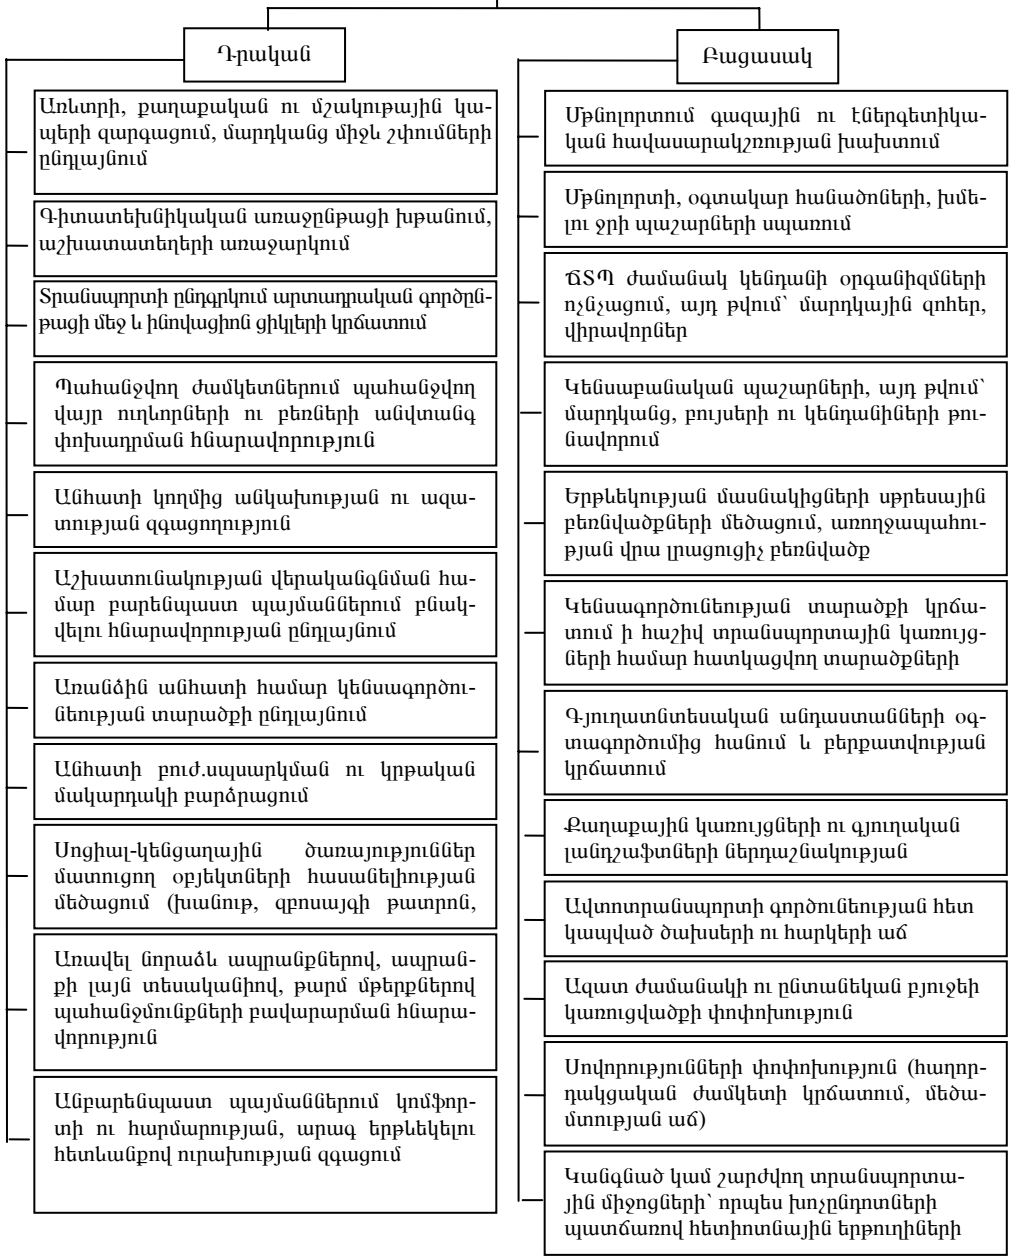 Դրական
Առևտրի, քաղաքական ու մշակութային կա-
պերի զարգացում, մարդկանց միջև շփումների
ընդլայնում
Գիտատեխնիկական առաջընթացի խթանում,
աշխատատեղերի առաջարկում
Տրանսպորտի ընդգրկում արտադրական գործըն-
թացի մեջ և ինովացիոն ցիկլերի կրճատում
Պահանջվող ժամկետներում պահանջվող
վայր ուղևորների ու բեռների անվտանգ
փոխադրման հնարավորություն
Անհատի կողմից անկախության ու ազա-
տության զգացողություն
Աշխատունակության վերականգնման հա-
մար բարենպաստ պայմաններում բնակ-
վելու հնարավորության ընդլայնում
Առանձին անհատի համար կենսագործու-
նեության տարածքի ընդլայնում
Անհատի բուժ.սպսարկման ու կրթական
մակարդակի բարձրացում
Սոցիալ-կենցաղային ծառայություններ
մատուցող օբյեկտների հասանելիության
մեծացում (խանութ, զբոսայգի թատրոն,
Առավել նորաձև ապրանքներով, ապրան-
քի լայն տեսականիով, թարմ մթերքներով
պահանջմունքների բավարարման հնարա-
վորություն
Անբարենպաստ պայմաններում կոմֆոր-
տի ու հարմարության, արագ երթևեկելու
հետևանքով ուրախության զգացում
Բացասակ
Մթնոլորտում գազային ու էներգետիկա-
կան հավասարակշռության խախտում
Մթնոլորտի, օգտակար հանածոների, խմե-
լու ջրի պաշարների սպառում
ՃՏՊ ժամանակ կենդանի օրգանիզմների
ոչնչացում, այդ թվում՝ մարդկային զոհեր,
վիրավորներ
Կենսաբանական պաշարների, այդ թվում՝
մարդկանց, բույսերի ու կենդանիների թու-
նավորում
Երթևեկության մասնակիցների սթրեսային
բեռնվածքների մեծացում, առողջապահու-
թյան վրա լրացուցիչ բեռնվածք
Կենսագործունեության տարածքի կրճա-
տում ի հաշիվ տրանսպորտային կառույց-
ների համար հատկացվող տարածքների
Գյուղատնտեսական անդաստանների օգ-
տագործումից հանում և բերքատվության
կրճատում
Քաղաքային կառույցների ու գյուղական
լանդշաֆտների ներդաշնակության
Ավտոտրանսպորտի գործունեության հետ
կապված ծախսերի ու հարկերի աճ
Ազատ ժամանակի ու ընտանեկան բյուջեի
կառուցվածքի փոփոխություն
Սովորությունների փոփոխություն (հաղոր-
դակցական ժամկետի կրճատում, մեծա-
մտության աճ)
Կանգնած կամ շարժվող տրանսպորտա-
յին միջոցների՝ որպես խոչընդոտների
պատճառով հետիոտնային երթուղիների